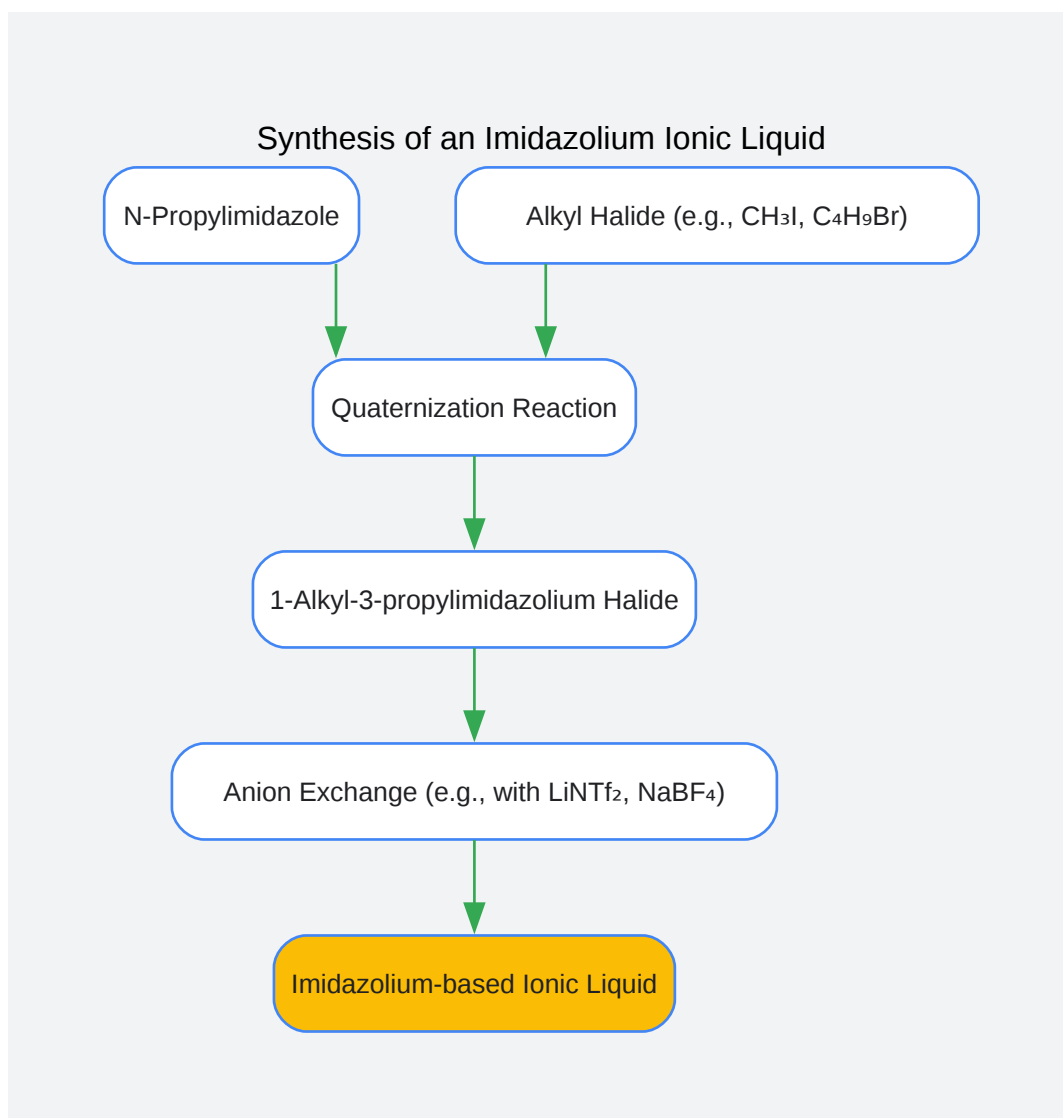 Synthesis of an Imidazolium Ionic Liquid
N-Propylimidazole
Alkyl Halide (e.g., CH₃I, C₄H₉Br)
Quaternization Reaction
1-Alkyl-3-propylimidazolium Halide
Anion Exchange (e.g., with LiNTf₂, NaBF₄)
Imidazolium-based Ionic Liquid